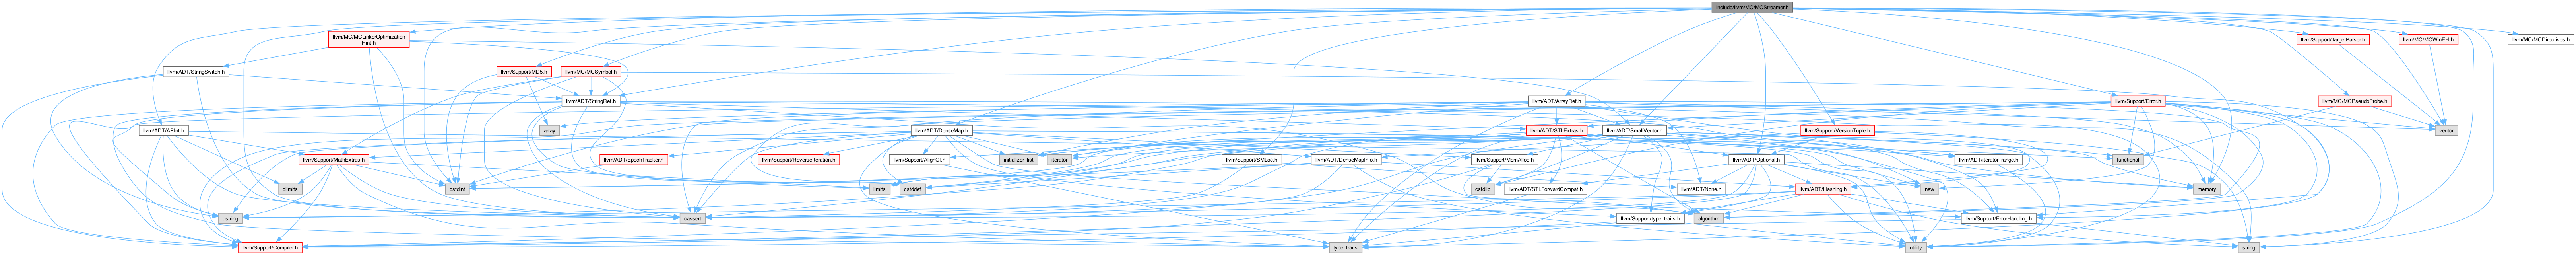 include/llvm/MC/MCStreamer.h
llvm/MC/MCLinkerOptimization
Hint.h
llvm/Support/TargetParser.h
llvm/MC/MCWinEH.h
llvm/MC/MCDirectives.h
llvm/ADT/StringSwitch.h
llvm/Support/MD5.h
llvm/MC/MCSymbol.h
llvm/ADT/StringRef.h
llvm/ADT/ArrayRef.h
llvm/Support/Error.h
llvm/MC/MCPseudoProbe.h
llvm/ADT/APInt.h
array
llvm/ADT/DenseMap.h
llvm/ADT/STLExtras.h
llvm/ADT/SmallVector.h
llvm/Support/VersionTuple.h
vector
llvm/Support/MathExtras.h
llvm/ADT/EpochTracker.h
llvm/Support/ReverseIteration.h
llvm/Support/AlignOf.h
initializer_list
iterator
llvm/Support/SMLoc.h
llvm/ADT/DenseMapInfo.h
llvm/Support/MemAlloc.h
llvm/ADT/Optional.h
llvm/ADT/iterator_range.h
functional
climits
cstdint
limits
cstddef
cstdlib
llvm/ADT/STLForwardCompat.h
llvm/ADT/None.h
llvm/ADT/Hashing.h
new
memory
cstring
cassert
llvm/Support/type_traits.h
algorithm
llvm/Support/ErrorHandling.h
llvm/Support/Compiler.h
type_traits
utility
string